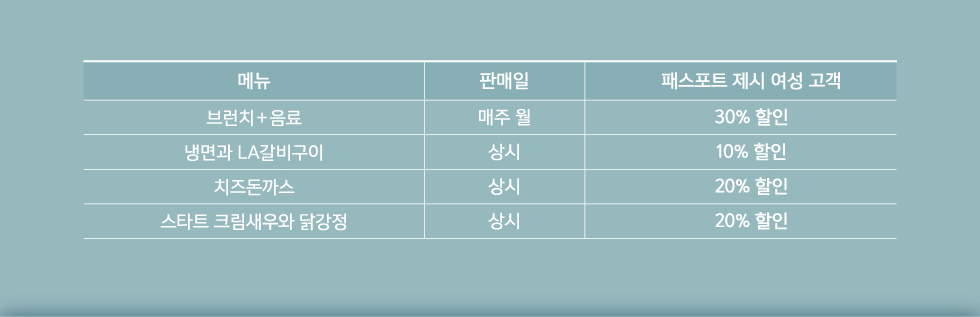 메뉴 판매일 패스포트 제시 여성 고객
브런치+음료 매주 월 30% 할인
냉면과 LA갈비구이 상시 10% 할인
치즈돈까스 상시 20% 할인
스타트 크림새우와 닭강정 상시 20% 할인